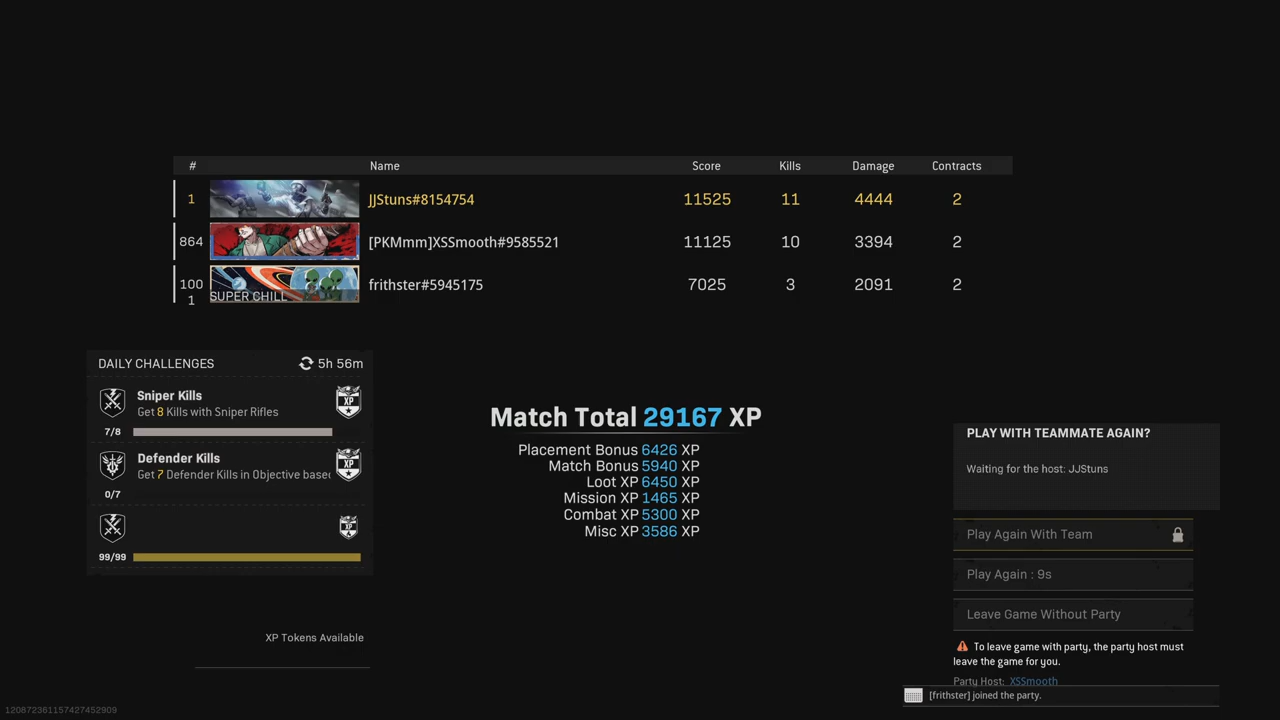 # Name Score Kills Damage Contracts
1 JJStuns#8154754 11525 11 4444 2
864 [PKMmm]XSSmooth#9585521 11125 10 3394 2
100
1
SUPER CHILL
frithster#5945175 7025 3 2091 2
DAILY CHALLENGES 5h 56m
Sniper Kills
Get 8 Kills with Sniper Rifles
XP
7/8
Defender Kills
Get 7 Defender Kills in Objective base
XP
0/7
99/99
XP Tokens Available
Match Total 29167 XP
Placement Bonus 6426 XP
Match Bonus 5940 XP
Loot XP 6450 XP
Mission XP 1465 XP
Combat XP 5300 XP
Misc XP 3586 XP
PLAY WITH TEAMMATE AGAIN?
Waiting for the host: JJStuns
Play Again With Team
Play Again : 9s
Leave Game Without Party
To leave game with party, the party host must
leave the game for you.
Party Host: XSSmooth
[frithster] joined the party.
120872361157427452909